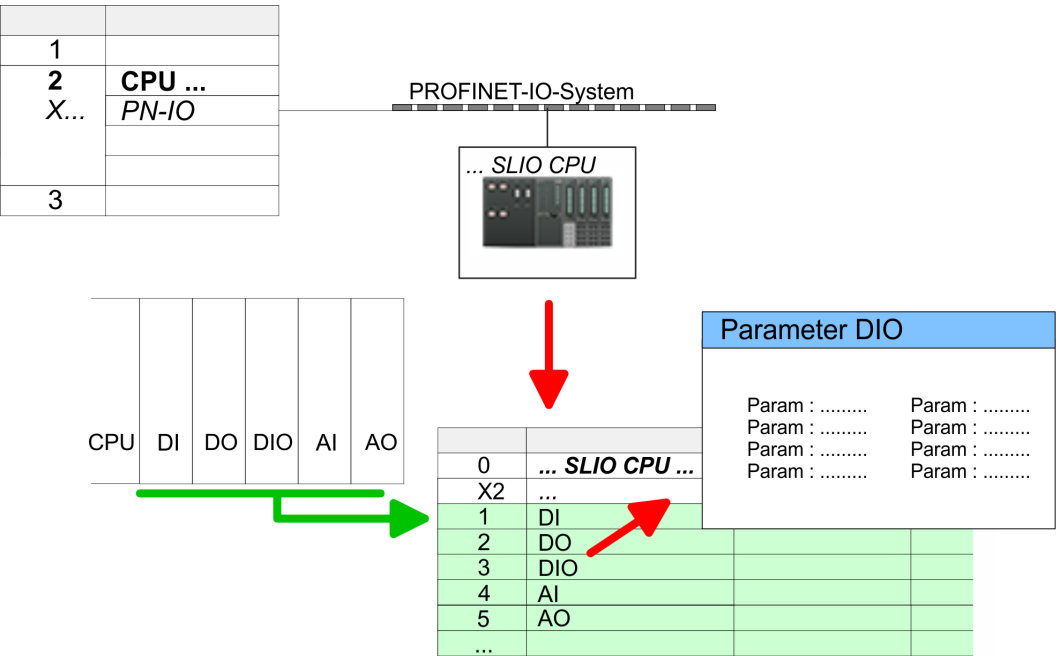 1
2 CPU ...
X... PN-IO
3
PROFINET-IO-System
... SLIO CPU
CPU DI DO DIO AI AO
Parameter DIO
Param : ......... Param : .........
Param : ......... Param : .........
Param : ......... Param : .........
Param : ......... Param : .........
0 ... SLIO CPU ...
X2 ...
1 DI
2 DO
3 DIO
4 AI
5 AO
...